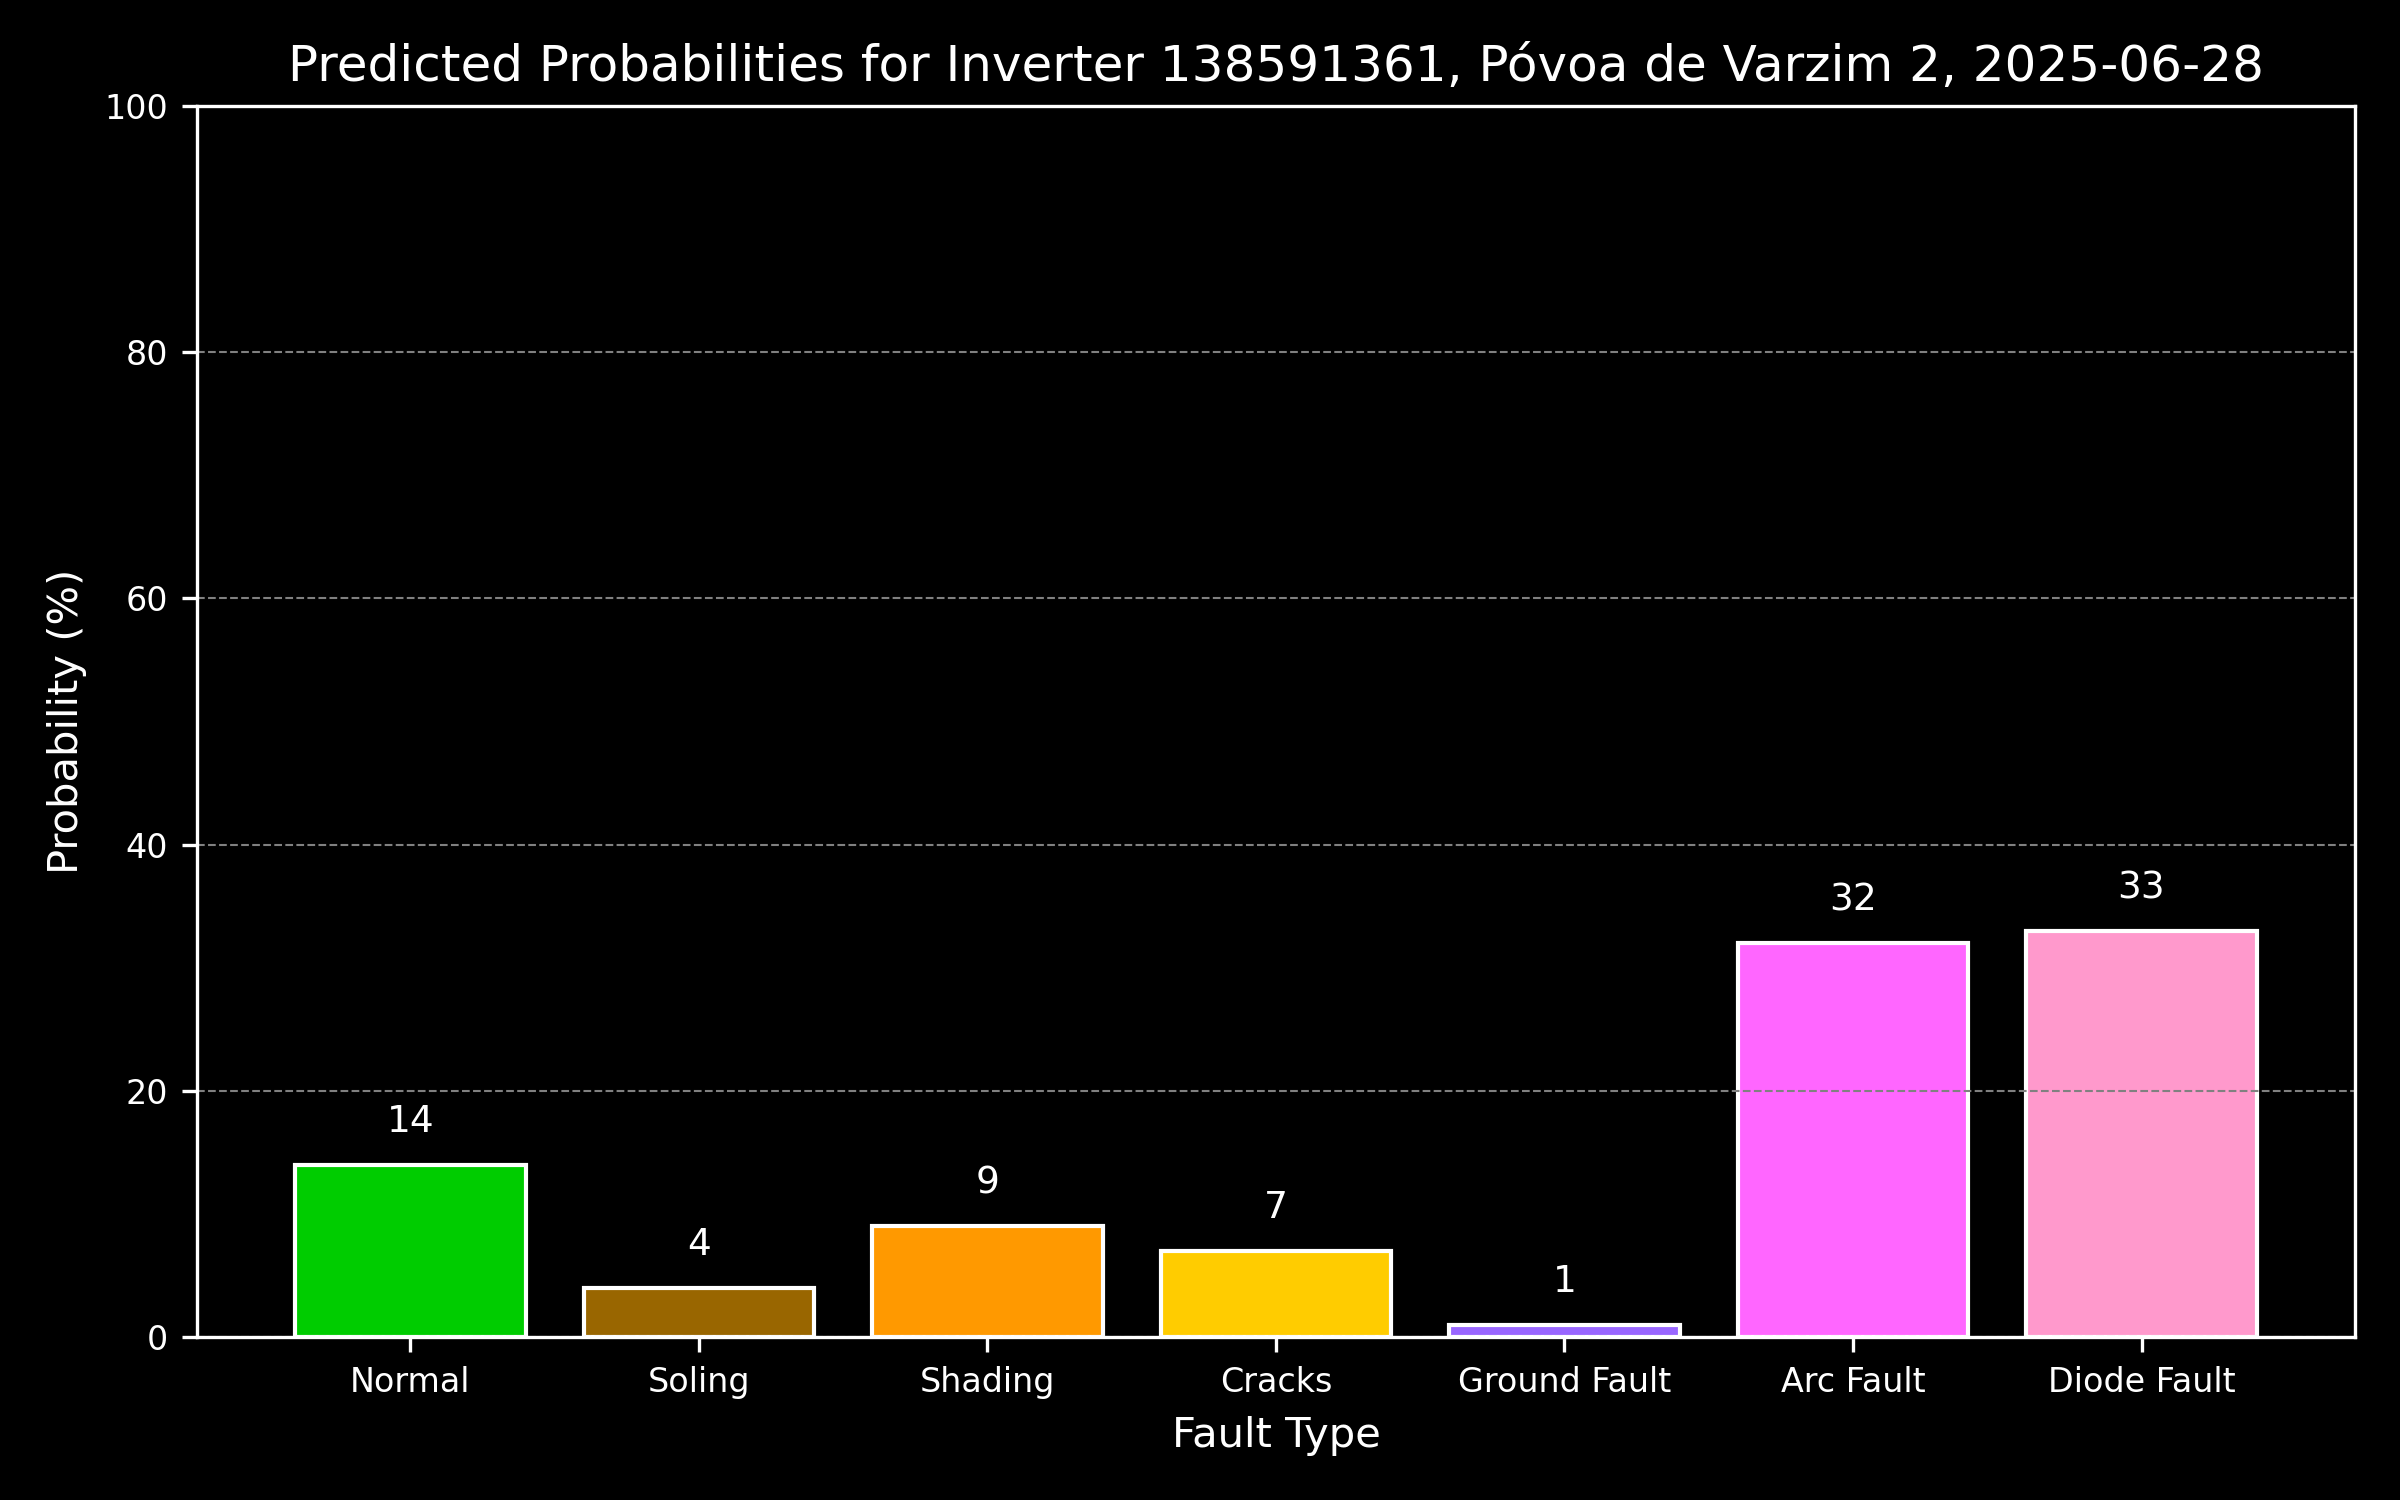 Predicted Probabilities for Inverter 138591361, Póvoa de Varzim 2, 2025-06-28
100
80
60
40
20
0
Probability (%)
14
4
9
7
1
32
33
Normal
Soling
Shading
Cracks
Ground Fault
Arc Fault
Diode Fault
Fault Type